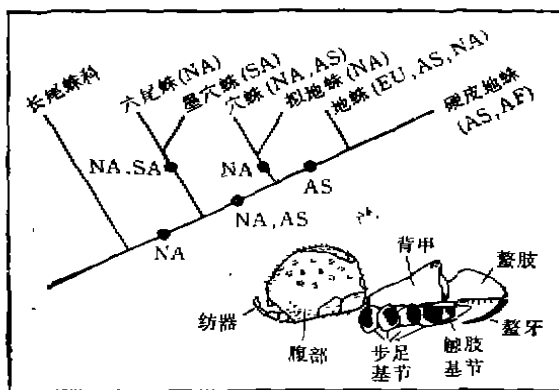 长尾蛛科
六尾蛛(NA)
墨穴蛛(SA)
穴蛛(NA,AS)
拟地蛛(NA)
地蛛(EU,AS,NA)
硬皮地蛛
(AS,AF)
NA,SA
NA
AS
NA,AS
NA
背甲
螯肢
纺器
腹部
步足
基节
触肢
基节
螯牙